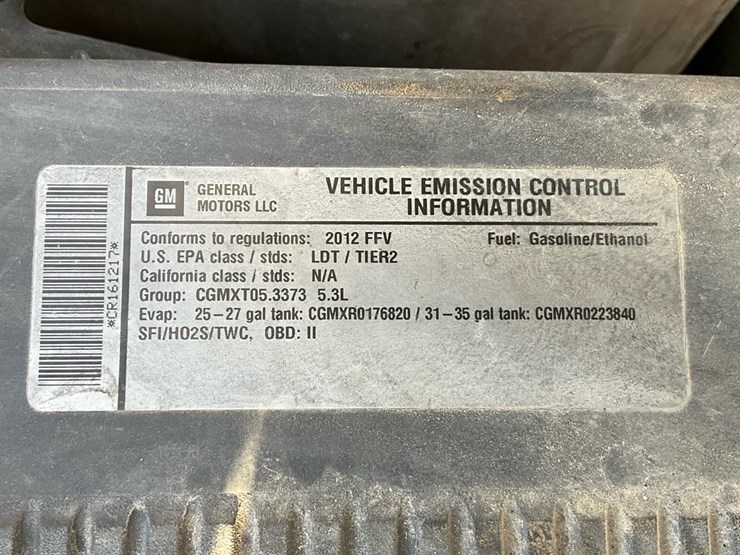 *CR161217*
GM GENERAL
MOTORS LLC
VEHICLE EMISSION CONTROL
INFORMATION
Conforms to regulations: 2012 FFV Fuel: Gasoline/Ethanol
U.S. EPA class / stds: LDT / TIER2
California class / stds: N/A
Group: CGMXT05.3373 5.3L
Evap: 25-27 gal tank: CGMXR0176820 / 31-35 gal tank: CGMXR0223840
SFI/HO2S/TWC, OBD: II